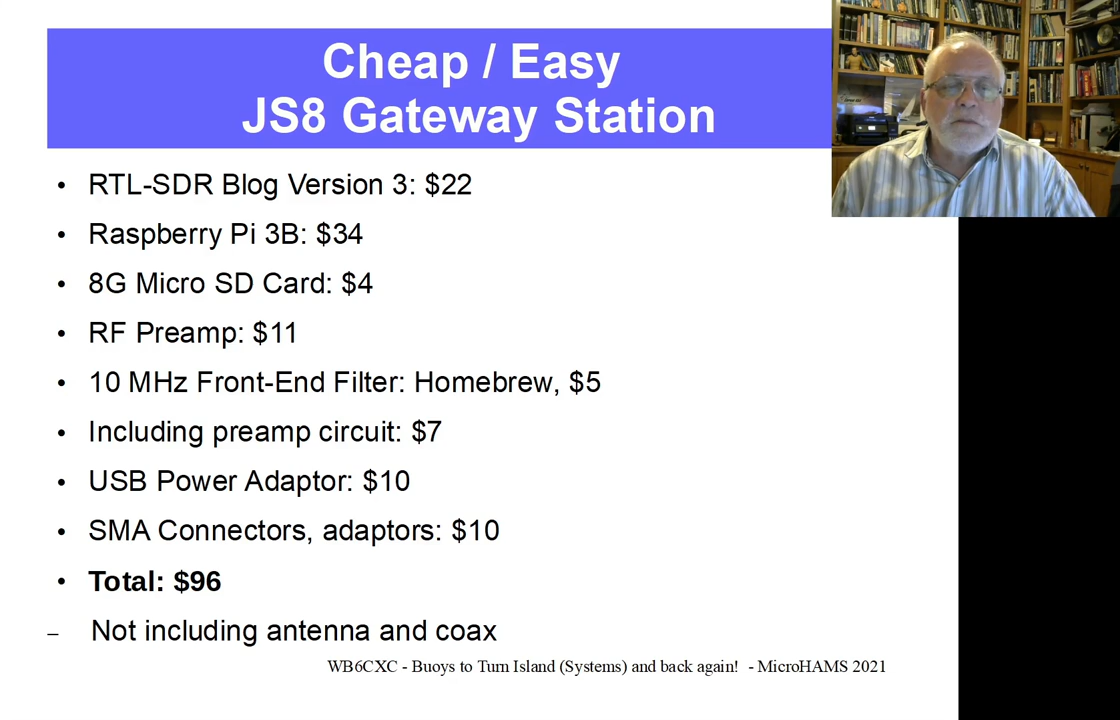 Cheap / Easy
JS8 Gateway Station
• RTL-SDR Blog Version 3: $22
• Raspberry Pi 3B: $34
• 8G Micro SD Card: $4
• RF Preamp: $11
• 10 MHz Front-End Filter: Homebrew, $5
• Including preamp circuit: $7
• USB Power Adaptor: $10
• SMA Connectors, adaptors: $10
• Total: $96
– Not including antenna and coax
WB6CXC - Buoys to Turn Island (Systems) and back again! - MicroHAMS 2021